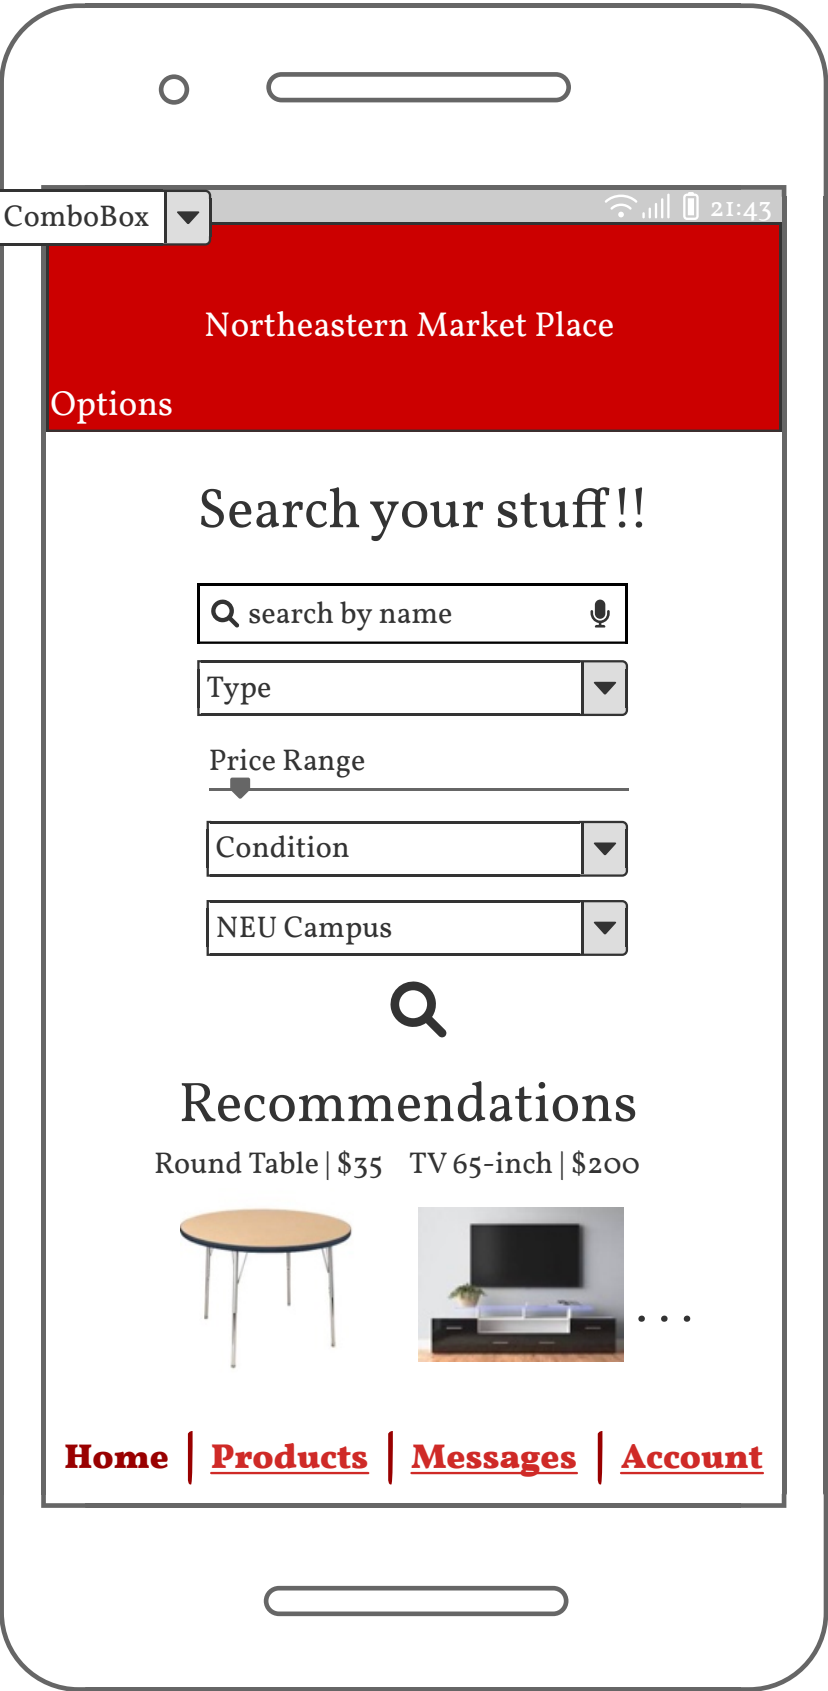 ComboBox
21:43
Northeastern Market Place
Options
Search your stuff!!
search by name
Type
Price Range
Condition
NEU Campus
Recommendations
Round Table | $35 TV 65-inch | $200
. . .
Home | Products | Messages | Account